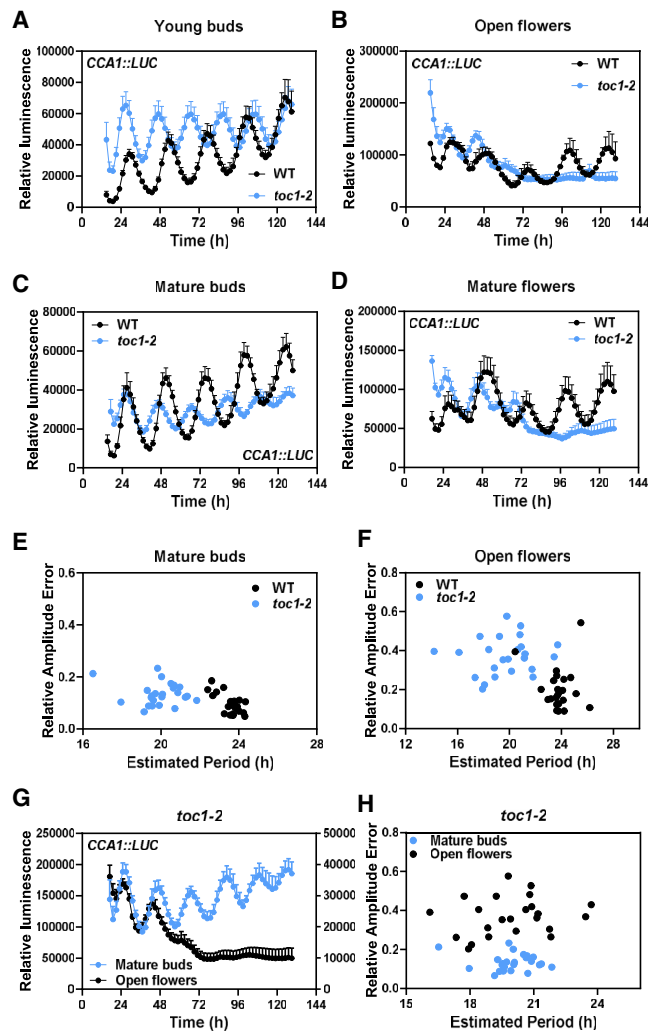 A
Young buds
CCA1::LUC
Relative luminescence
100000
80000
60000
40000
20000
0
WT
toc1-2
0 24 48 72 96 120 144
Time (h)
B
Open flowers
CCA1::LUC
Relative luminescence
300000
200000
100000
0
WT
toc1-2
0 24 48 72 96 120 144
Time (h)
C
Mature buds
Relative luminescence
80000
60000
40000
20000
0
WT
toc1-2
CCA1::LUC
0 24 48 72 96 120 144
Time (h)
D
Mature flowers
CCA1::LUC
Relative luminescence
200000
150000
100000
50000
0
WT
toc1-2
0 24 48 72 96 120 144
Time (h)
E
Mature buds
Relative Amplitude Error
0.6
0.4
0.2
0.0
WT
toc1-2
16 20 24 28
Estimated Period (h)
F
Open flowers
Relative Amplitude Error
0.8
0.6
0.4
0.2
0.0
WT
toc1-2
12 16 20 24 28
Estimated Period (h)
G
toc1-2
CCA1::LUC
Relative luminescence
250000
200000
150000
100000
50000
0
50000
40000
30000
20000
10000
0
Mature buds
Open flowers
0 24 48 72 96 120 144
Time (h)
H
toc1-2
Relative Amplitude Error
0.8
0.6
0.4
0.2
0.0
Mature buds
Open flowers
15 18 21 24 27
Estimated Period (h)